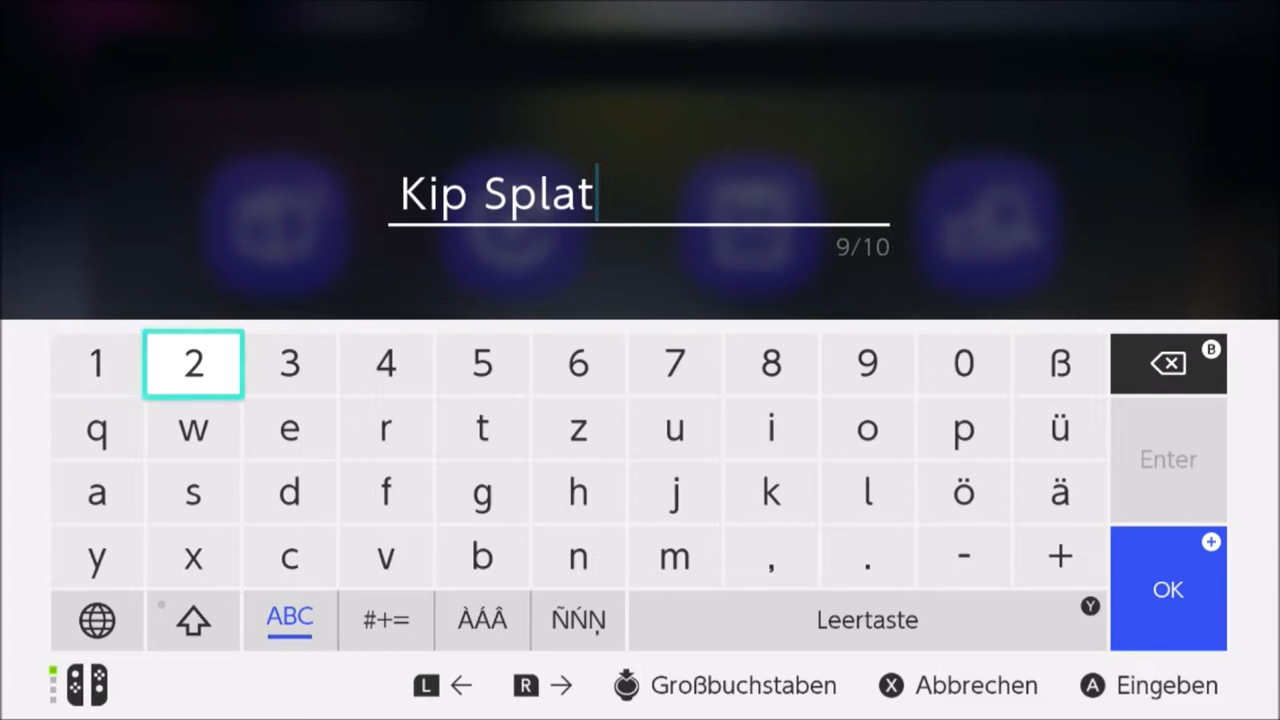 Kip Splat
9/10
1 2 3 4 5 6 7 8 9 0 ß B
q w e r t z u i o p ü
Enter
a s d f g h j k l ö ä
y x c v b n m , . - +
OK
ABC #+= ÀÁÂ ÑŃŅ Leertaste Y
L ← R → Großbuchstaben X Abbrechen A Eingeben